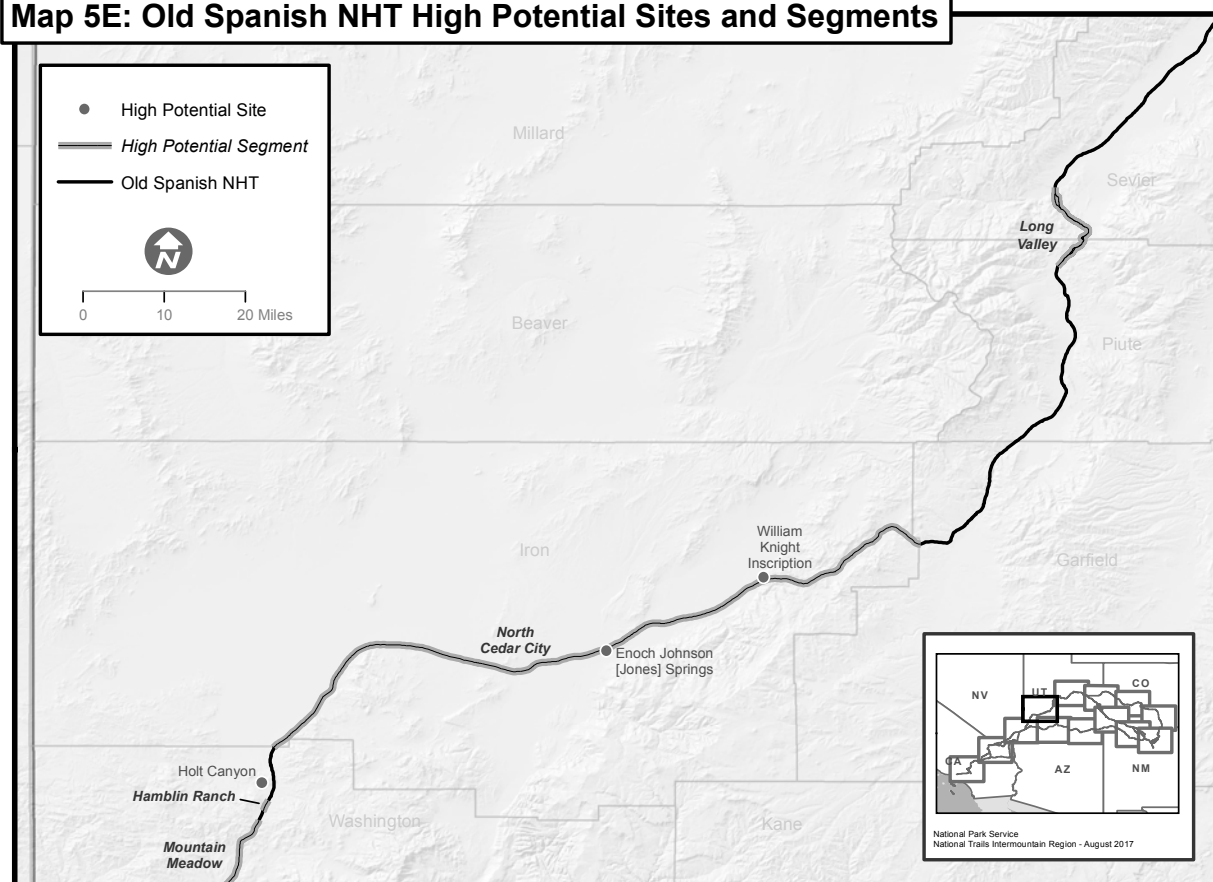 Map 5E: Old Spanish NHT High Potential Sites and Segments
High Potential Site
High Potential Segment
Old Spanish NHT
N
0 10 20 Miles
Millard
Sevier
Long
Valley
Beaver
Piute
William
Knight
Inscription
Iron
Garfield
North
Cedar City
Enoch Johnson
[Jones] Springs
Holt Canyon
Hamblin Ranch
Washington
Kane
Mountain
Meadow
NV
UT
CO
CA
AZ
NM
National Park Service
National Trails Intermountain Region - August 2017